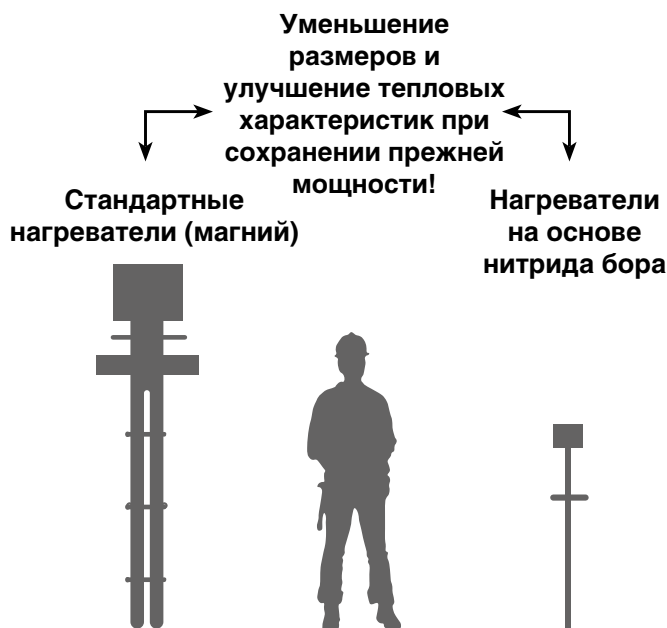 Уменьшение
размеров и
улучшение тепловых
характеристик при
сохранении прежней
мощности!
Стандартные
нагреватели (магний)
Нагреватели
на основе
нитрида бора